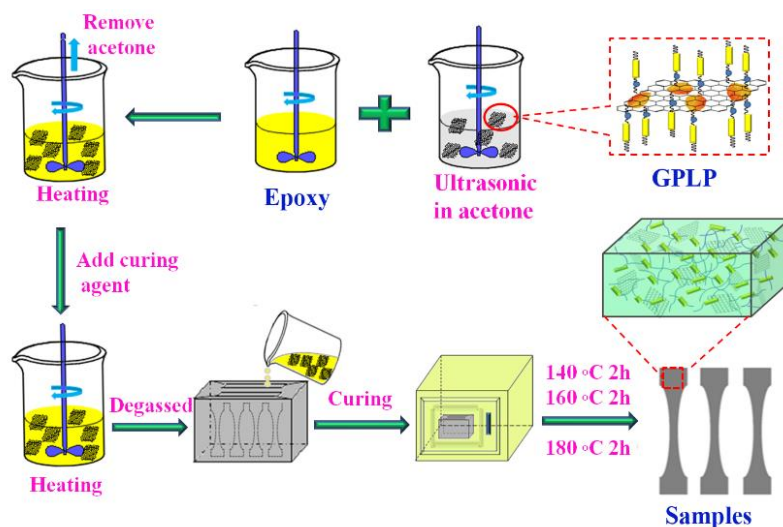 Remove
acetone
Heating
Epoxy
Ultrasonic
in acetone
GPLP
Add curing
agent
Heating
Degassed
Curing
140 °C 2h
160 °C 2h
180 °C 2h
Samples